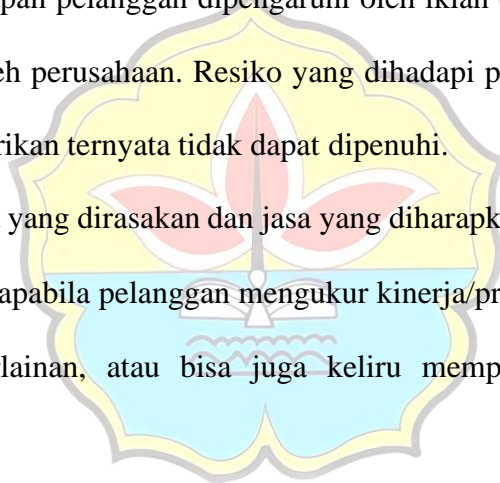 pelanggan dipengaruhi oleh iklan
perusahaan. Resiko yang dihadapi
ternyata tidak dapat dipenuhi.
yang dirasakan dan jasa yang
apabila pelanggan mengukur
atau bisa juga keliru